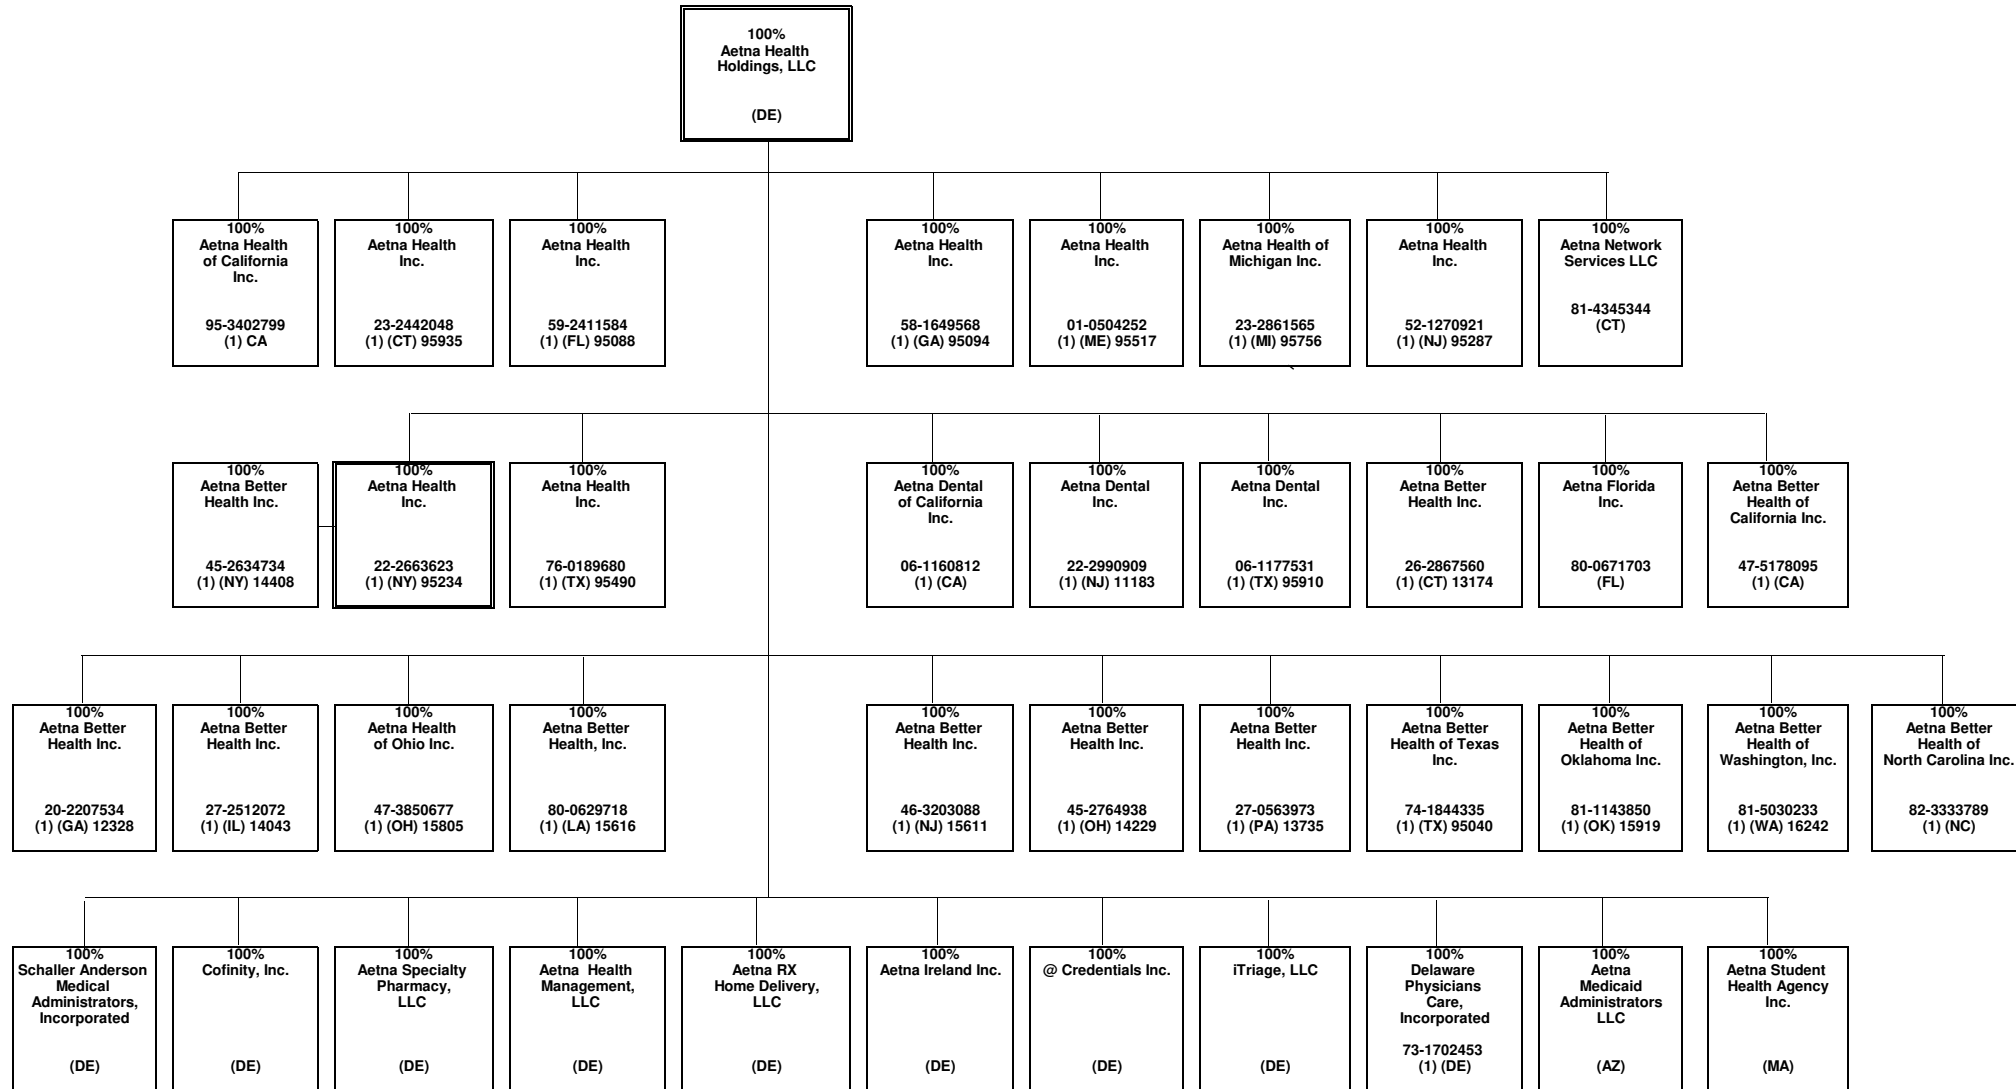 100%
Aetna Health
Holdings, LLC
(DE)
100%
Aetna Health
of California
Inc.
95-3402799
(1) CA
100%
Aetna Health
Inc.
23-2442048
(1) (CT) 95935
100%
Aetna Health
Inc.
59-2411584
(1) (FL) 95088
100%
Aetna Health
Inc.
58-1649568
(1) (GA) 95094
100%
Aetna Health
Inc.
01-0504252
(1) (ME) 95517
100%
Aetna Health of
Michigan Inc.
23-2861565
(1) (MI) 95756
100%
Aetna Health
Inc.
52-1270921
(1) (NJ) 95287
100%
Aetna Network
Services LLC
81-4345344
(CT)
100%
Aetna Better
Health Inc.
45-2634734
(1) (NY) 14408
100%
Aetna Health
Inc.
22-2663623
(1) (NY) 95234
100%
Aetna Health
Inc.
76-0189680
(1) (TX) 95490
100%
Aetna Dental
of California
Inc.
06-1160812
(1) (CA)
100%
Aetna Dental
Inc.
22-2990909
(1) (NJ) 11183
100%
Aetna Dental
Inc.
06-1177531
(1) (TX) 95910
100%
Aetna Better
Health Inc.
26-2867560
(1) (CT) 13174
100%
Aetna Florida
Inc.
80-0671703
(FL)
100%
Aetna Better
Health of
California Inc.
47-5178095
(1) (CA)
100%
Aetna Better
Health Inc.
20-2207534
(1) (GA) 12328
100%
Aetna Better
Health Inc.
27-2512072
(1) (IL) 14043
100%
Aetna Health
of Ohio Inc.
47-3850677
(1) (OH) 15805
100%
Aetna Better
Health, Inc.
80-0629718
(1) (LA) 15616
100%
Aetna Better
Health Inc.
46-3203088
(1) (NJ) 15611
100%
Aetna Better
Health Inc.
45-2764938
(1) (OH) 14229
100%
Aetna Better
Health Inc.
27-0563973
(1) (PA) 13735
100%
Aetna Better
Health of Texas
Inc.
74-1844335
(1) (TX) 95040
100%
Aetna Better
Health of
Oklahoma Inc.
81-1143850
(1) (OK) 15919
100%
Aetna Better
Health of
Washington, Inc.
81-5030233
(1) (WA) 16242
100%
Aetna Better
Health of
North Carolina Inc.
82-3333789
(1) (NC)
100%
Schaller Anderson
Medical
Administrators,
Incorporated
(DE)
100%
Cofinity, Inc.
(DE)
100%
Aetna Specialty
Pharmacy,
LLC
(DE)
100%
Aetna Health
Management,
LLC
(DE)
100%
Aetna RX
Home Delivery,
LLC
(DE)
100%
Aetna Ireland Inc.
(DE)
100%
@ Credentials Inc.
(DE)
100%
iTriage, LLC
(DE)
100%
Delaware
Physicians
Care,
Incorporated
73-1702453
(1) (DE)
100%
Aetna
Medicaid
Administrators
LLC
(AZ)
100%
Aetna Student
Health Agency
Inc.
(MA)